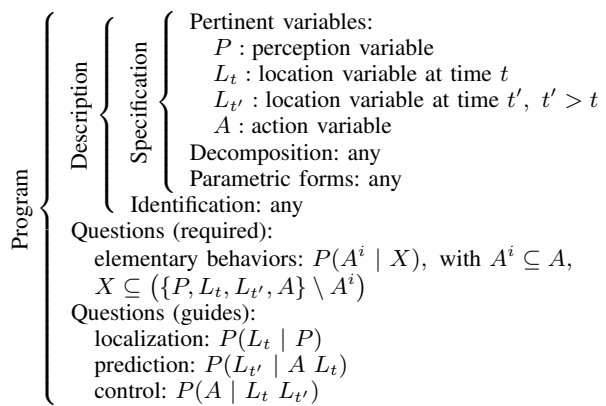 Program
Description
Specification
Pertinent variables:
P : perception variable
L_t : location variable at time t
L_{t'} : location variable at time t', t' > t
A : action variable
Decomposition: any
Parametric forms: any
Identification: any
Questions (required):
elementary behaviors: P(A^i | X), with A^i ⊆ A,
X ⊆ ({P, L_t, L_{t'}, A} \ A^i)
Questions (guides):
localization: P(L_t | P)
prediction: P(L_{t'} | A L_t)
control: P(A | L_t L_{t'})